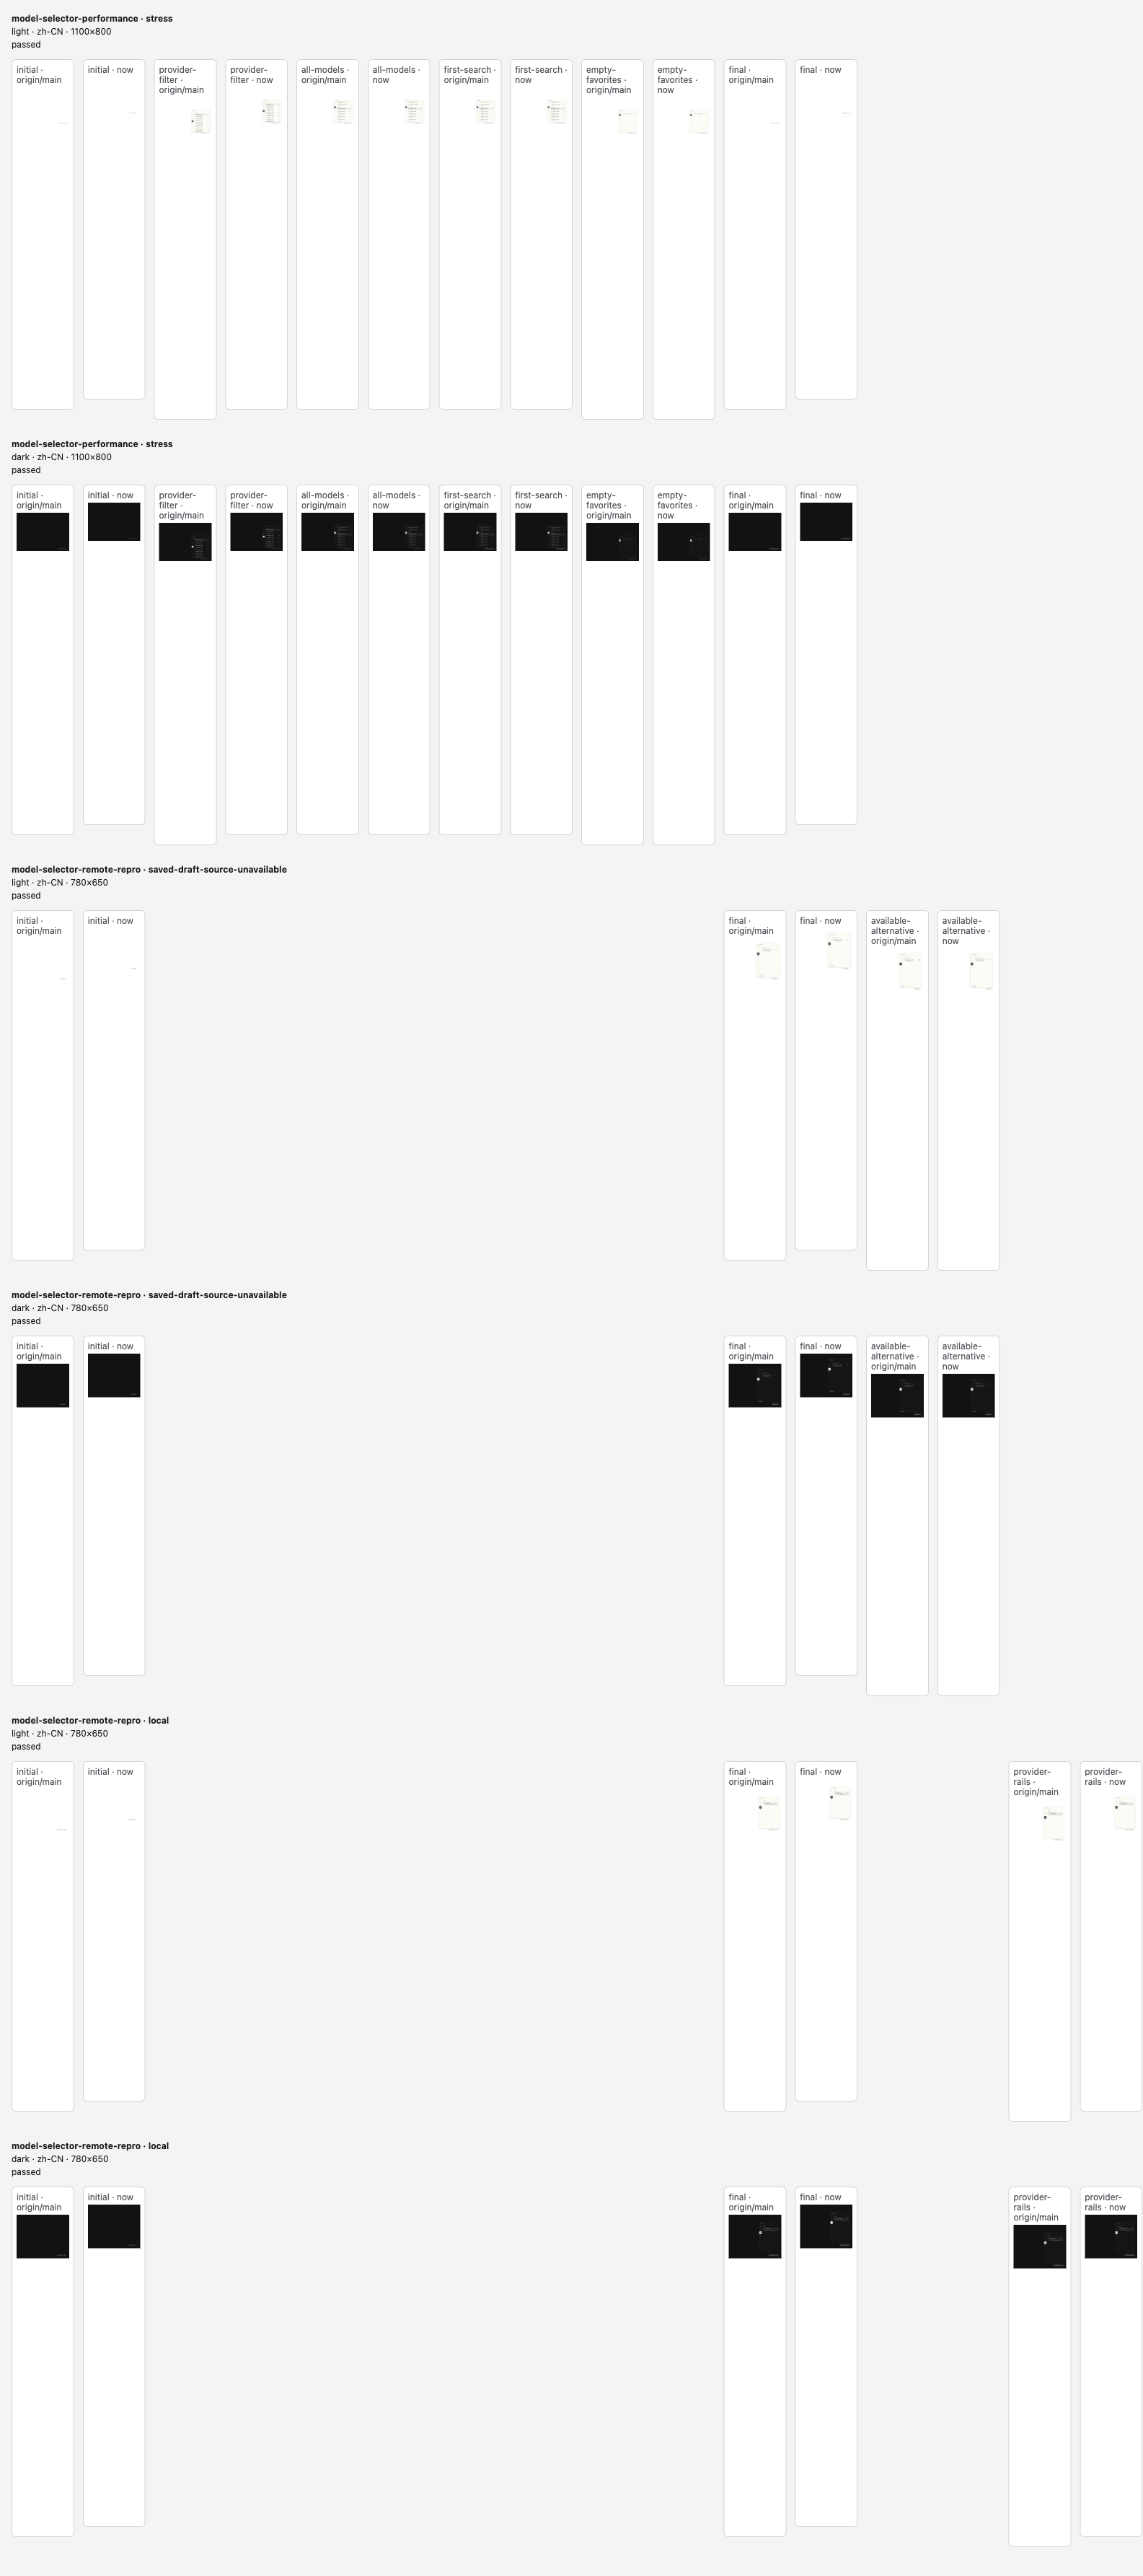 model-selector-performance · stress
light · zh-CN · 1100×800
passed
initial ·
origin/main
initial · now
provider-
filter ·
origin/main
provider-
filter · now
all-models ·
origin/main
all-models ·
now
first-search ·
origin/main
first-search ·
now
empty-
favorites ·
origin/main
empty-
favorites ·
now
final ·
origin/main
final · now
model-selector-performance · stress
dark · zh-CN · 1100×800
passed
initial ·
origin/main
initial · now
provider-
filter ·
origin/main
provider-
filter · now
all-models ·
origin/main
all-models ·
now
first-search ·
origin/main
first-search ·
now
empty-
favorites ·
origin/main
empty-
favorites ·
now
final ·
origin/main
final · now
model-selector-remote-repro · saved-draft-source-unavailable
light · zh-CN · 780×650
passed
initial ·
origin/main
initial · now
final ·
origin/main
final · now
available-
alternative ·
origin/main
available-
alternative ·
now
model-selector-remote-repro · saved-draft-source-unavailable
dark · zh-CN · 780×650
passed
initial ·
origin/main
initial · now
final ·
origin/main
final · now
available-
alternative ·
origin/main
available-
alternative ·
now
model-selector-remote-repro · local
light · zh-CN · 780×650
passed
initial ·
origin/main
initial · now
final ·
origin/main
final · now
provider-
rails ·
origin/main
provider-
rails · now
model-selector-remote-repro · local
dark · zh-CN · 780×650
passed
initial ·
origin/main
initial · now
final ·
origin/main
final · now
provider-
rails ·
origin/main
provider-
rails · now